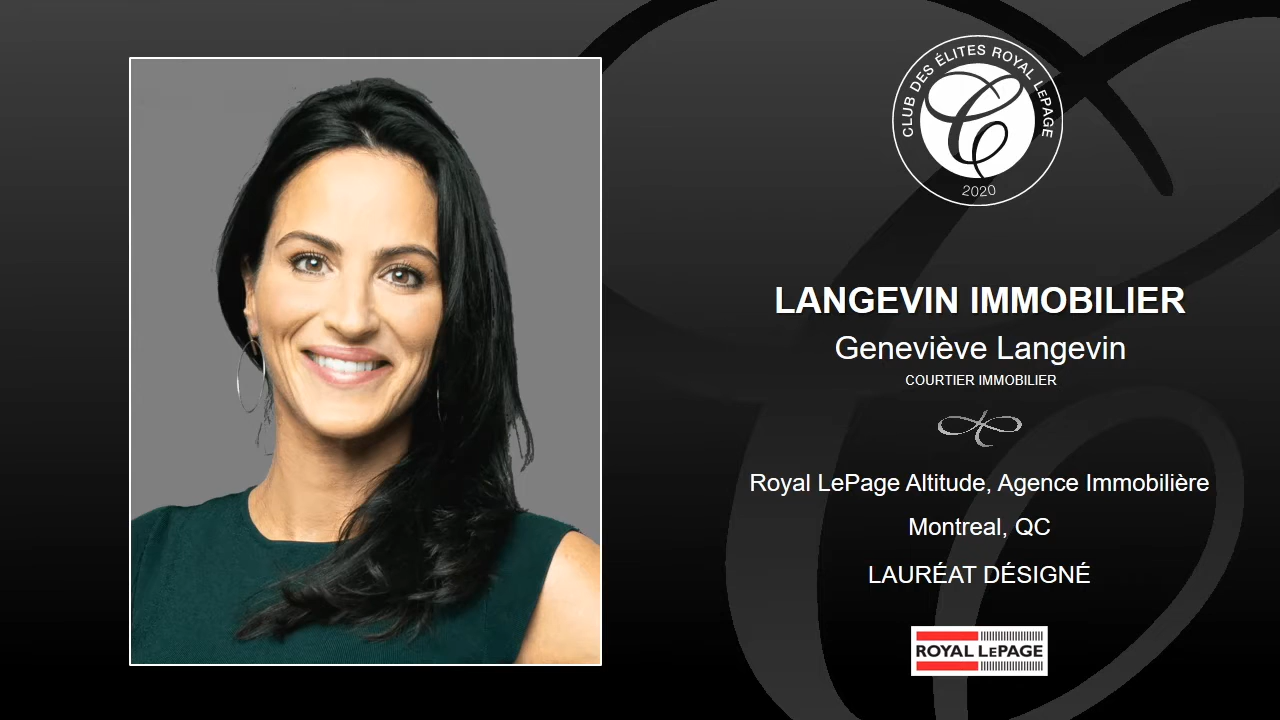 CLUB DES ÉLITES ROYAL LEPAGE
2020
LANGEVIN IMMOBILIER
Geneviève Langevin
COURTIER IMMOBILIER
Royal LePage Altitude, Agence Immobilière
Montreal, QC
LAURÉAT DÉSIGNÉ
ROYAL LEPAGE